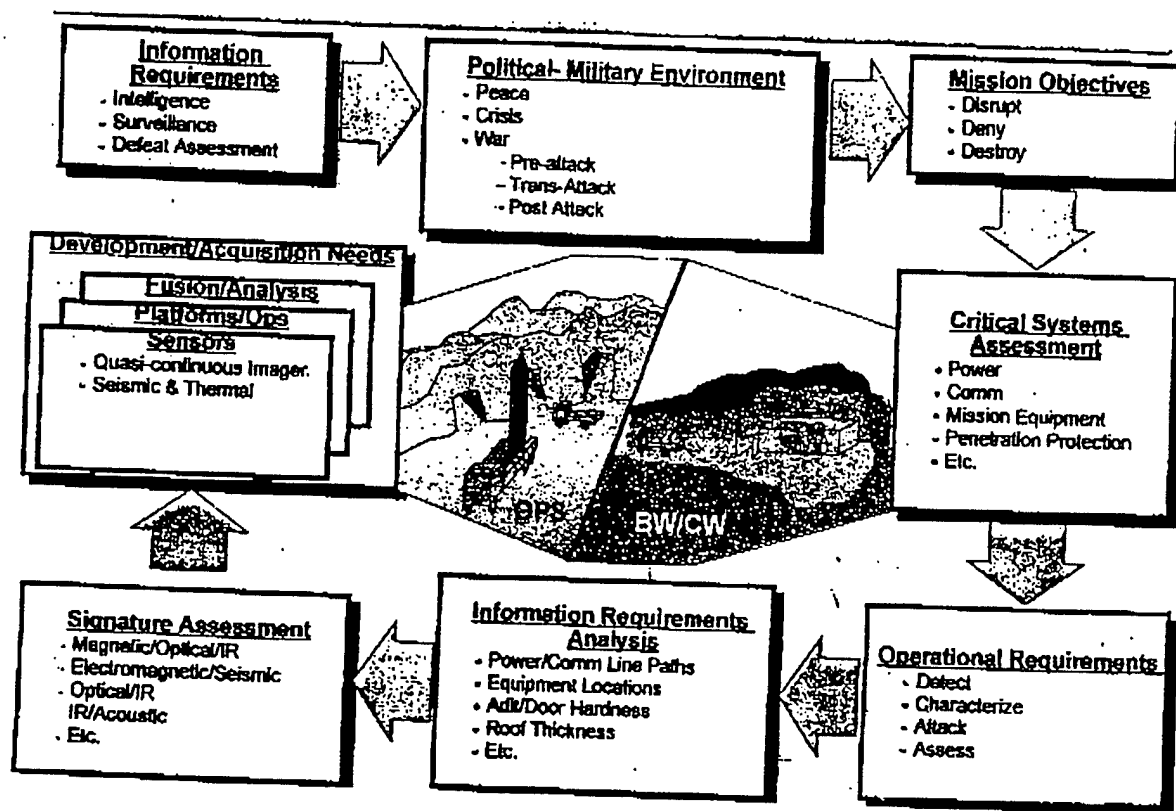 Information
Requirements
- Intelligence
- Surveillance
- Defeat Assessment
Political-Military Environment
- Peace
- Crisis
- War
- Pre-attack
- Trans-Attack
- Post Attack
Mission Objectives
- Disrupt
- Deny
- Destroy
Critical Systems
Assessment
• Power
• Comm
• Mission Equipment
• Penetration Protection
• Etc.
Operational Requirements
- Detect
- Characterize
- Attack
- Assess
Information Requirements
Analysis
• Power/Comm Line Paths
• Equipment Locations
• Adit/Door Hardness
• Roof Thickness
• Etc.
Signature Assessment
- Magnetic/Optical/IR
- Electromagnetic/Seismic
- Optical/IR
IR/Acoustic
- Etc.
Development/Acquisition Needs
Fusion/Analysis
Platforms/Ops
Sensors
- Quasi-continuous Imager.
- Seismic & Thermal
OPS
BW/CW